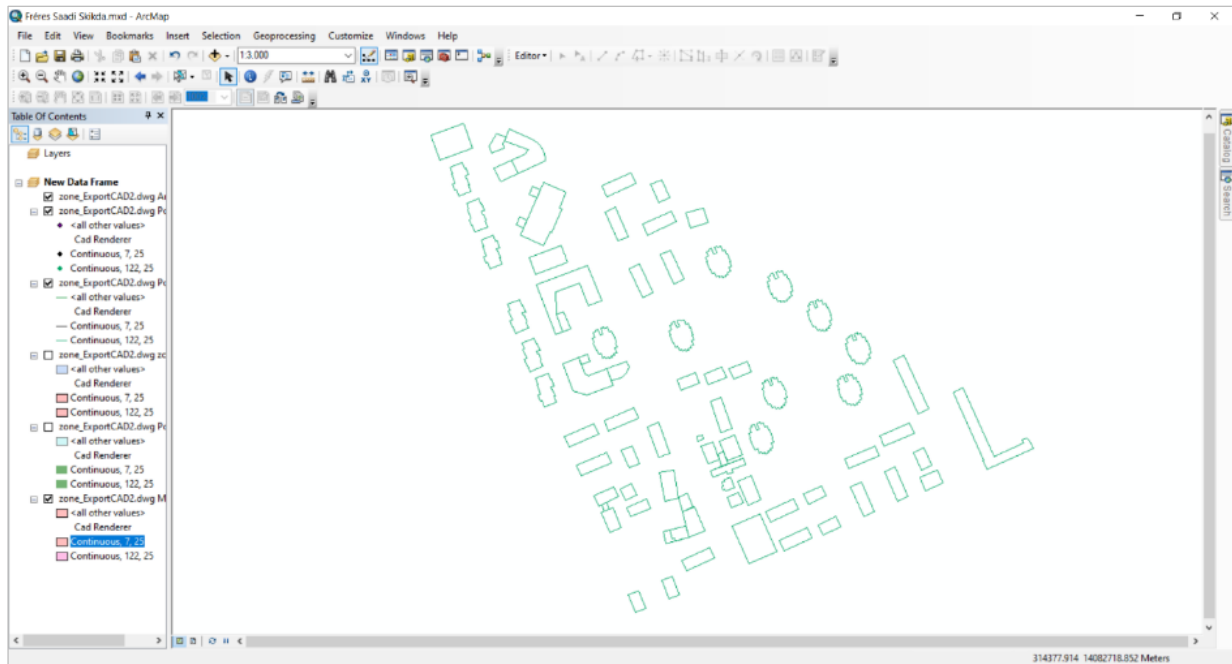 Fréres Saadi Skikda.mxd - ArcMap
File Edit View Bookmarks Insert Selection Geoprocessing Customize Windows Help
1:3.000 Editor
Table Of Contents
Layers
New Data Frame
zone_ExportCAD2.dwg
zone_ExportCAD2.dwg
<all other values>
Cad Renderer
Continuous, 7, 25
Continuous, 122, 25
zone_ExportCAD2.dwg
<all other values>
Cad Renderer
Continuous, 7, 25
Continuous, 122, 25
zone_ExportCAD2.dwg
<all other values>
Cad Renderer
Continuous, 7, 25
Continuous, 122, 25
zone_ExportCAD2.dwg
<all other values>
Cad Renderer
Continuous, 7, 25
Continuous, 122, 25
zone_ExportCAD2.dwg M
<all other values>
Cad Renderer
Continuous, 7, 25
Continuous, 122, 25
Catalog
Search
314377.914 14082718.852 Meters